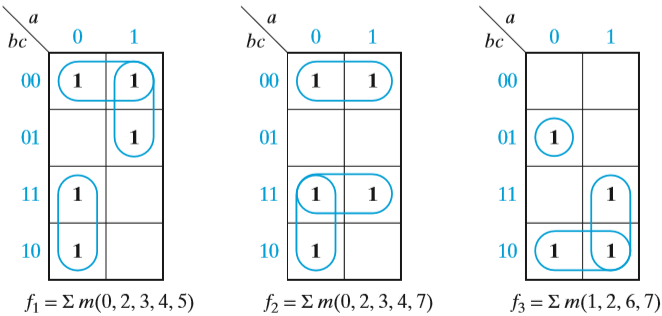 a a a
bc 0 1 bc 0 1 bc 0 1
00 1 1 00 1 1 00
01 1 01 01 1
11 1 11 1 1 11 1
10 1 10 1 10 1 1
f₁ = Σ m(0, 2, 3, 4, 5) f₂ = Σ m(0, 2, 3, 4, 7) f₃ = Σ m(1, 2, 6, 7)